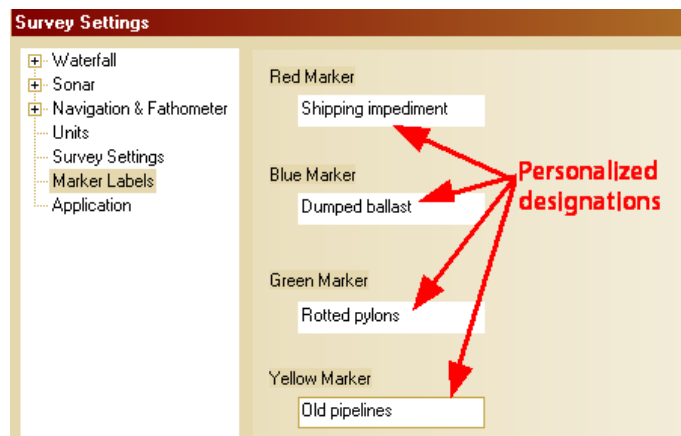 Survey Settings
Waterfall
Sonar
Navigation & Fathometer
Units
Survey Settings
Marker Labels
Application
Red Marker
Shipping impediment
Blue Marker
Dumped ballast
Green Marker
Rotted pylons
Yellow Marker
Old pipelines
Personalized
designations